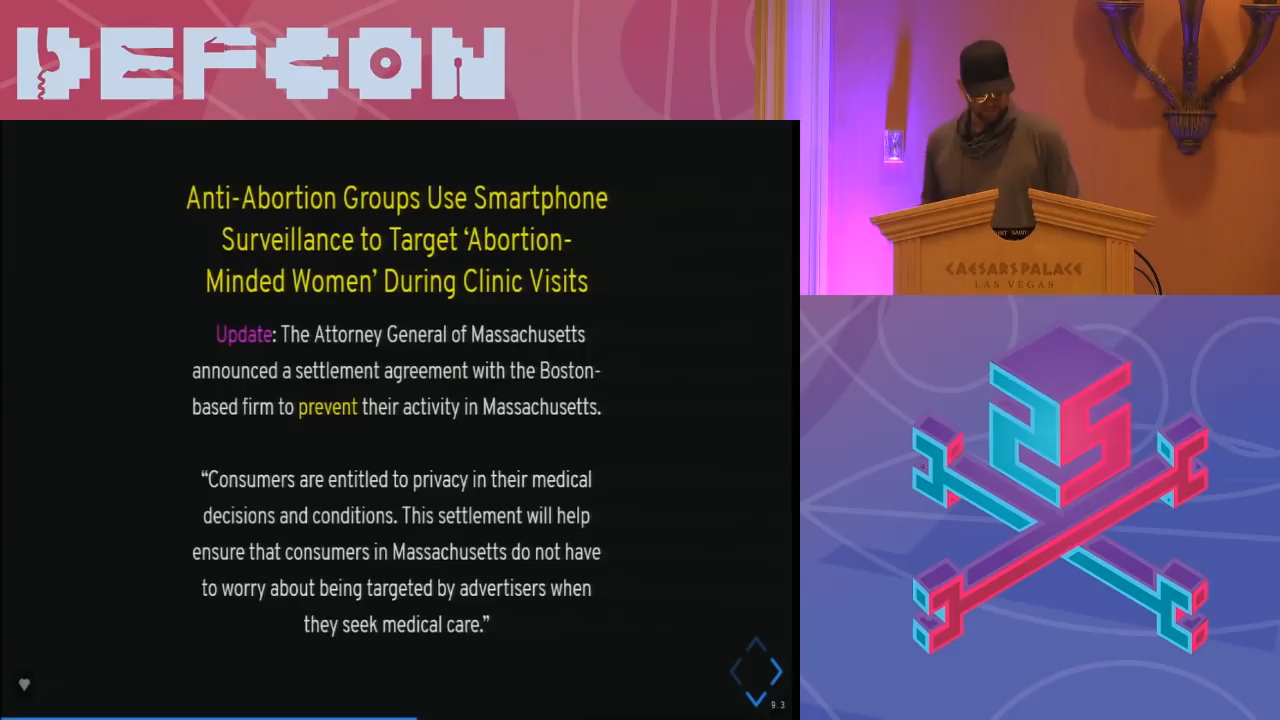 DEFCON
Anti-Abortion Groups Use Smartphone
Surveillance to Target ‘Abortion-
Minded Women’ During Clinic Visits
Update: The Attorney General of Massachusetts
announced a settlement agreement with the Boston-
based firm to prevent their activity in Massachusetts.
“Consumers are entitled to privacy in their medical
decisions and conditions. This settlement will help
ensure that consumers in Massachusetts do not have
to worry about being targeted by advertisers when
they seek medical care.”
9.3
CAESARS PALACE
LAS VEGAS
25